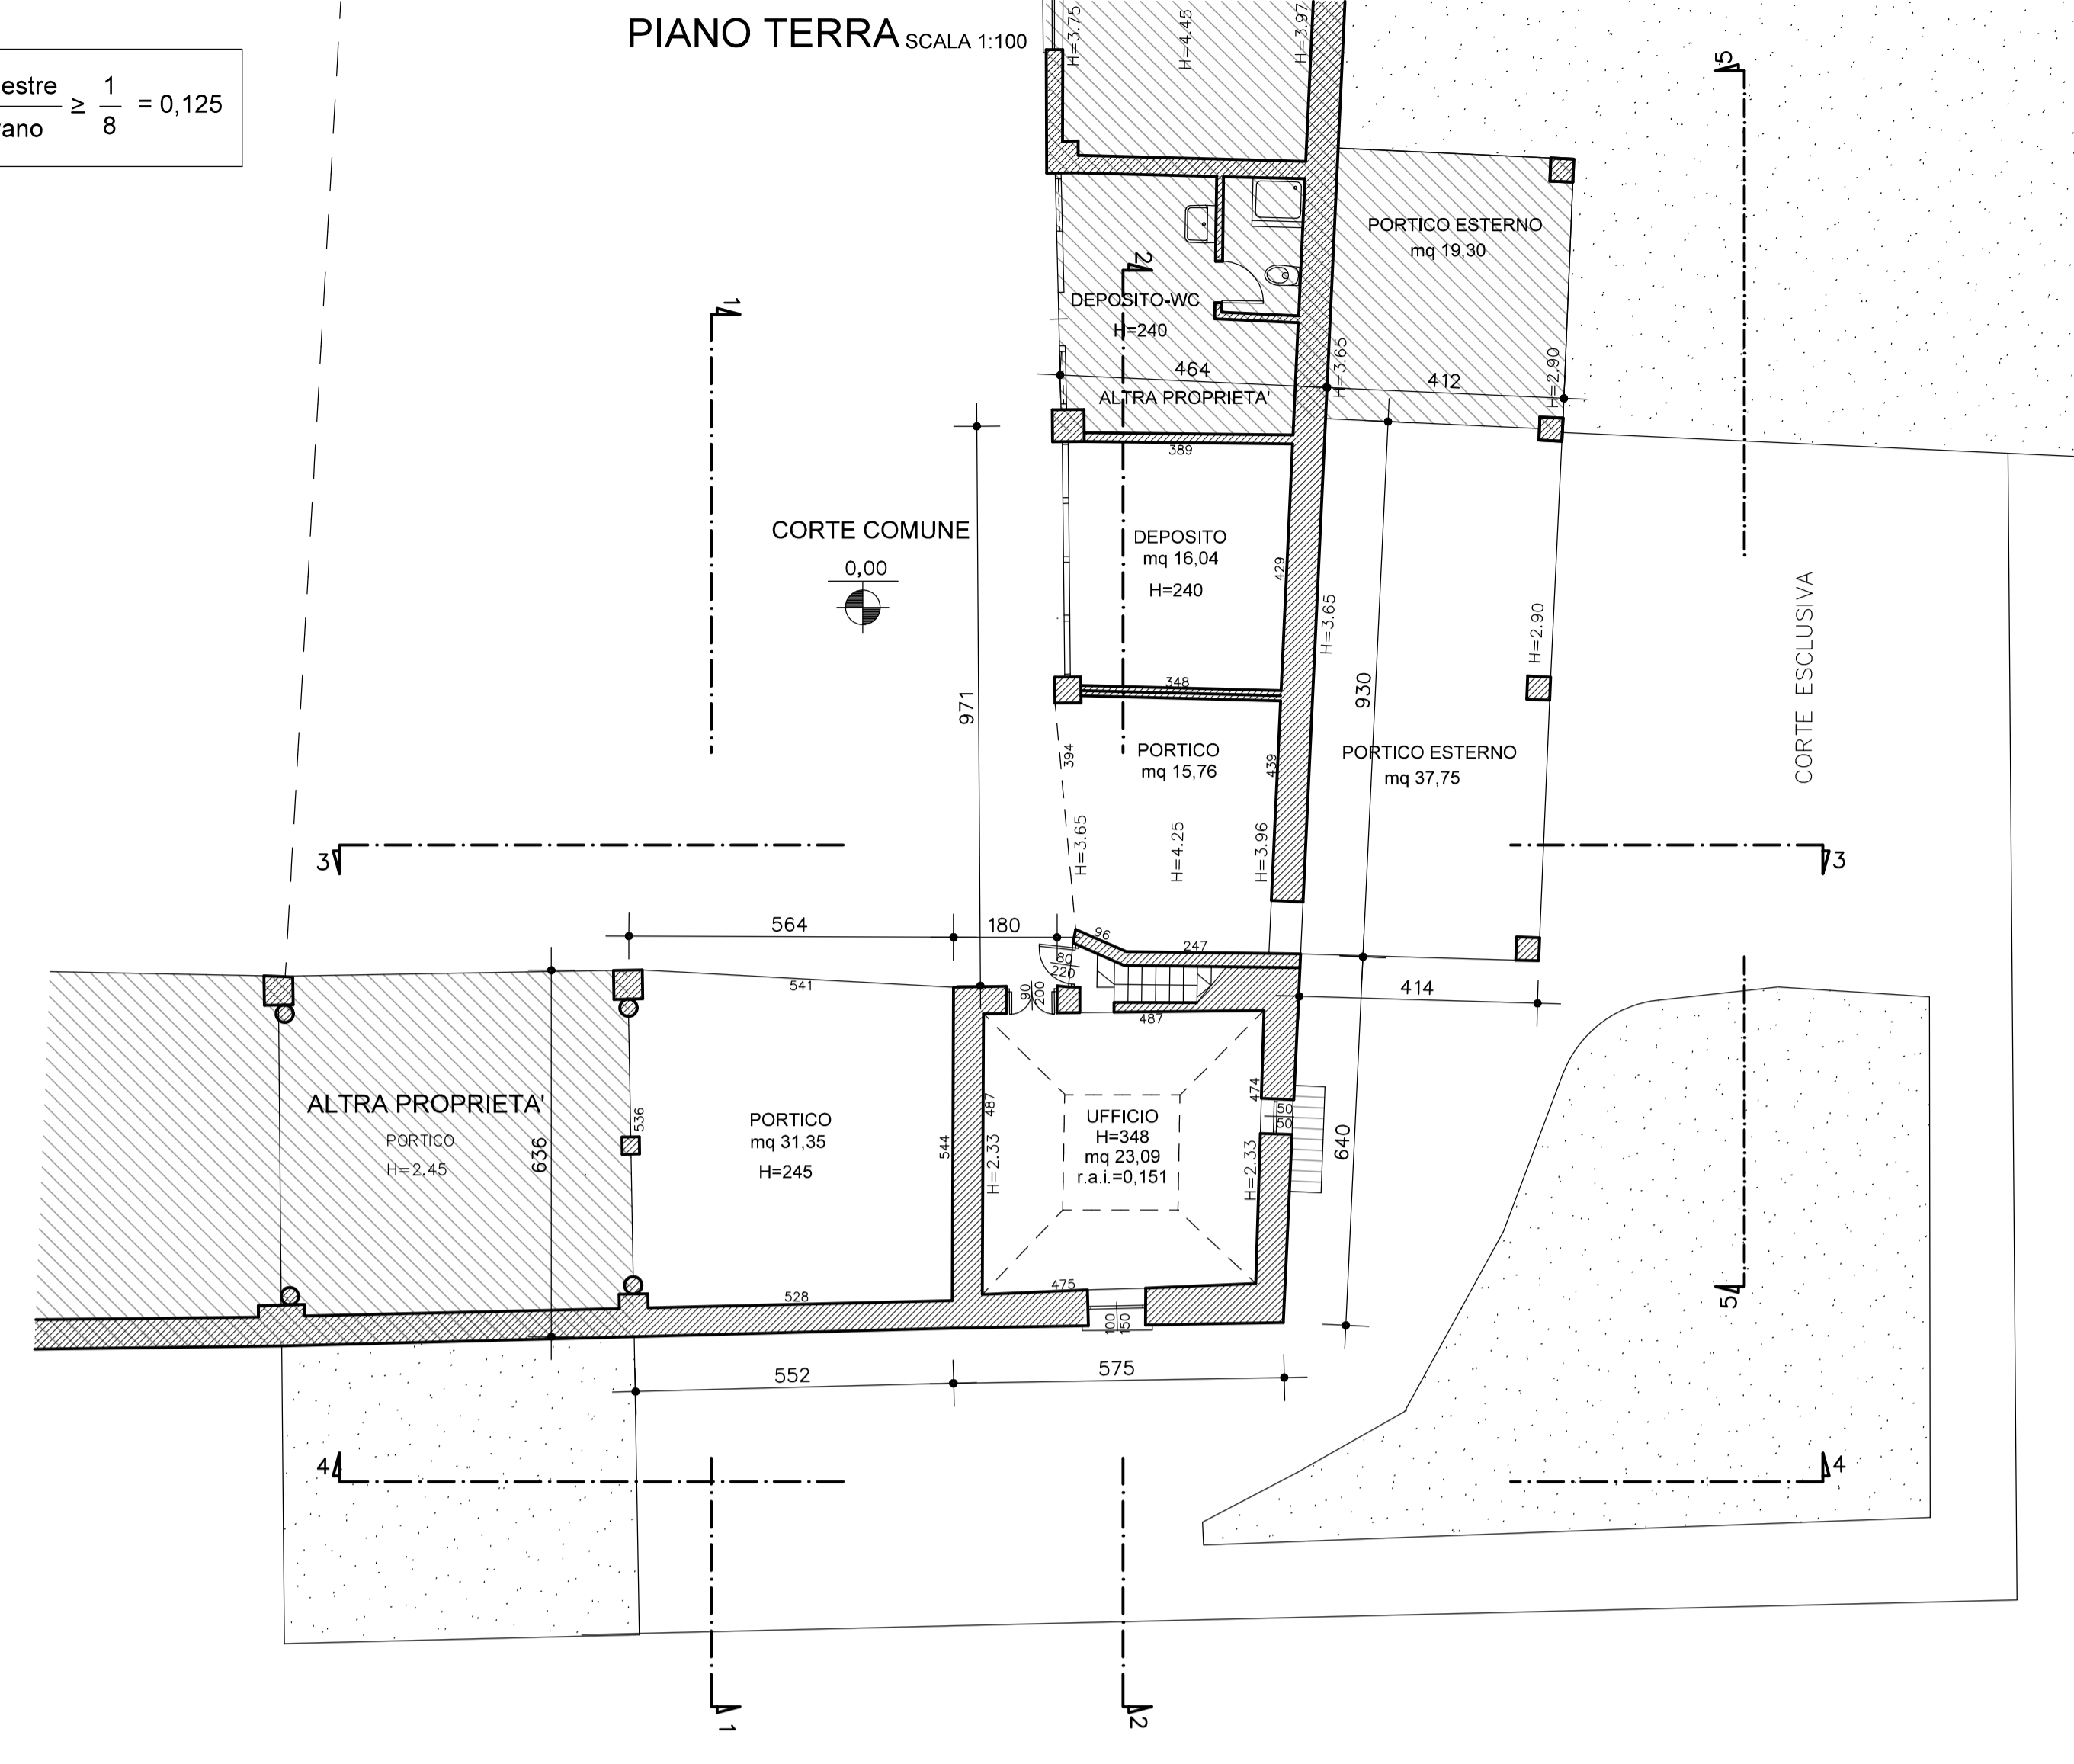 PIANO TERRA SCALA 1:100
estre
≥ 1/8 = 0,125
H=3.75
H=4.45
H=3.97
5
PORTICO ESTERNO
mq 19,30
2
1
DEPOSITO-WC
H=240
H=3.65
H=2.90
464
412
ALTRA PROPRIETA'
389
CORTE COMUNE
0,00
DEPOSITO
mq 16,04
H=240
429
H=3.65
H=2.90
CORTE ESCLUSIVA
348
971
930
394
PORTICO
mq 15,76
439
PORTICO ESTERNO
mq 37,75
H=3.65
H=4.25
H=3.96
3
3
564
180
96
247
80
220
541
90
200
487
414
ALTRA PROPRIETA'
PORTICO
H=2.45
636
536
PORTICO
mq 31,35
H=245
544
487
H=2.33
UFFICIO
H=348
mq 23,09
r.a.i.=0,151
474
H=2.33
50
50
640
528
475
100
150
5
552
575
4
4
1
2